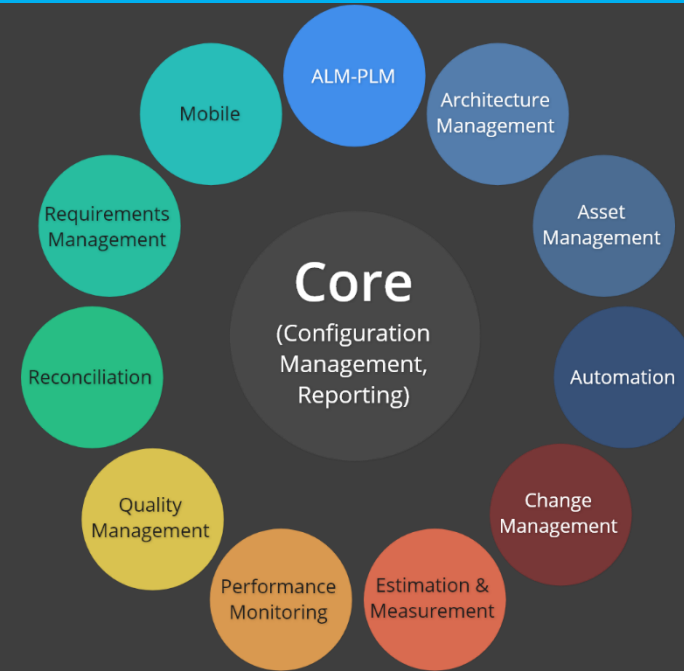 ALM-PLM
Architecture
Management
Asset
Management
Automation
Change
Management
Estimation &
Measurement
Performance
Monitoring
Quality
Management
Reconciliation
Requirements
Management
Mobile
Core
(Configuration
Management,
Reporting)